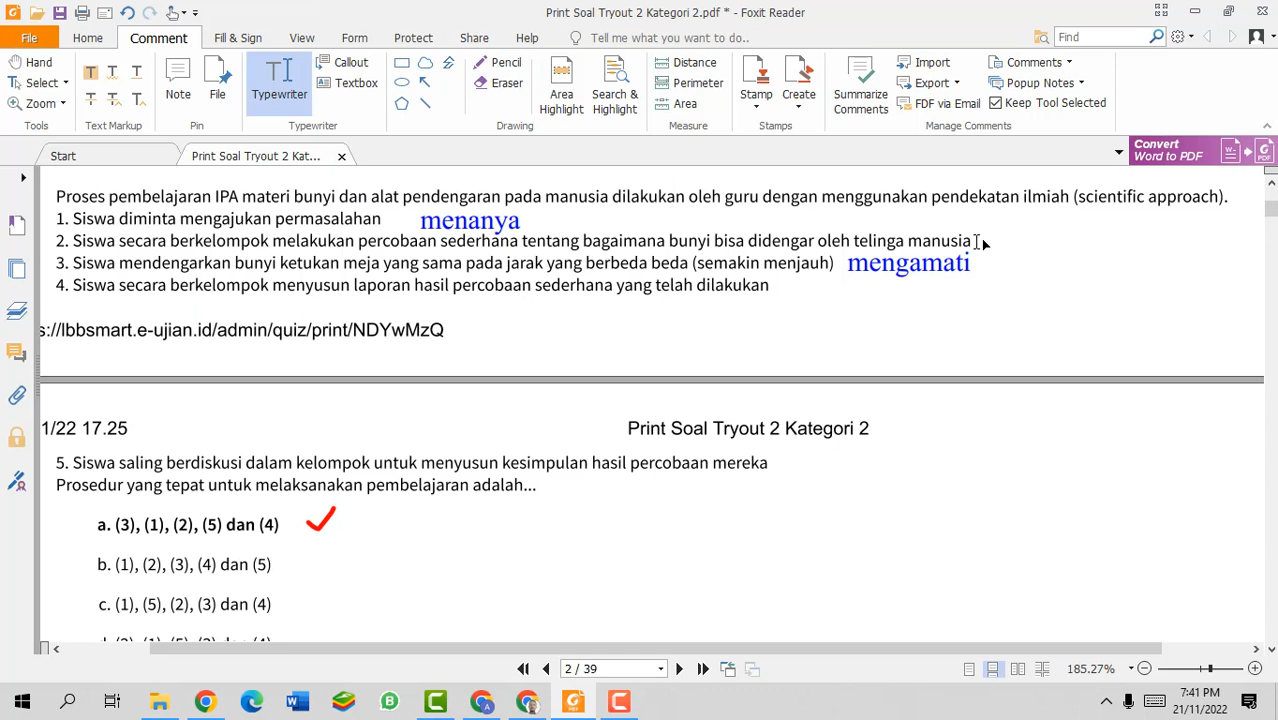 Print Soal Tryout 2 Kategori 2.pdf * - Foxit Reader
File Home Comment Fill & Sign View Form Protect Share Help Tell me what you want to do.. Find
Hand
Select
Zoom
Tools
Text Markup
Note
File
Pin
Typewriter
Callout
Textbox
Typewriter
Pencil
Eraser
Drawing
Area Highlight
Search & Highlight
Distance
Perimeter
Area
Measure
Stamp
Create
Stamps
Summarize Comments
Import
Export
FDF via Email
Comments
Popup Notes
Keep Tool Selected
Manage Comments
Start
Print Soal Tryout 2 Kat...
Convert
Word to PDF
Proses pembelajaran IPA materi bunyi dan alat pendengaran pada manusia dilakukan oleh guru dengan menggunakan pendekatan ilmiah (scientific approach).
1. Siswa diminta mengajukan permasalahan menanya
2. Siswa secara berkelompok melakukan percobaan sederhana tentang bagaimana bunyi bisa didengar oleh telinga manusia
3. Siswa mendengarkan bunyi ketukan meja yang sama pada jarak yang berbeda beda (semakin menjauh) mengamati
4. Siswa secara berkelompok menyusun laporan hasil percobaan sederhana yang telah dilakukan
s://lbbsmart.e-ujian.id/admin/quiz/print/NDYwMzQ
1/22 17.25 Print Soal Tryout 2 Kategori 2
5. Siswa saling berdiskusi dalam kelompok untuk menyusun kesimpulan hasil percobaan mereka
Prosedur yang tepat untuk melaksanakan pembelajaran adalah...
a. (3), (1), (2), (5) dan (4)
b. (1), (2), (3), (4) dan (5)
c. (1), (5), (2), (3) dan (4)
2 / 39
185.27%
7:41 PM
21/11/2022